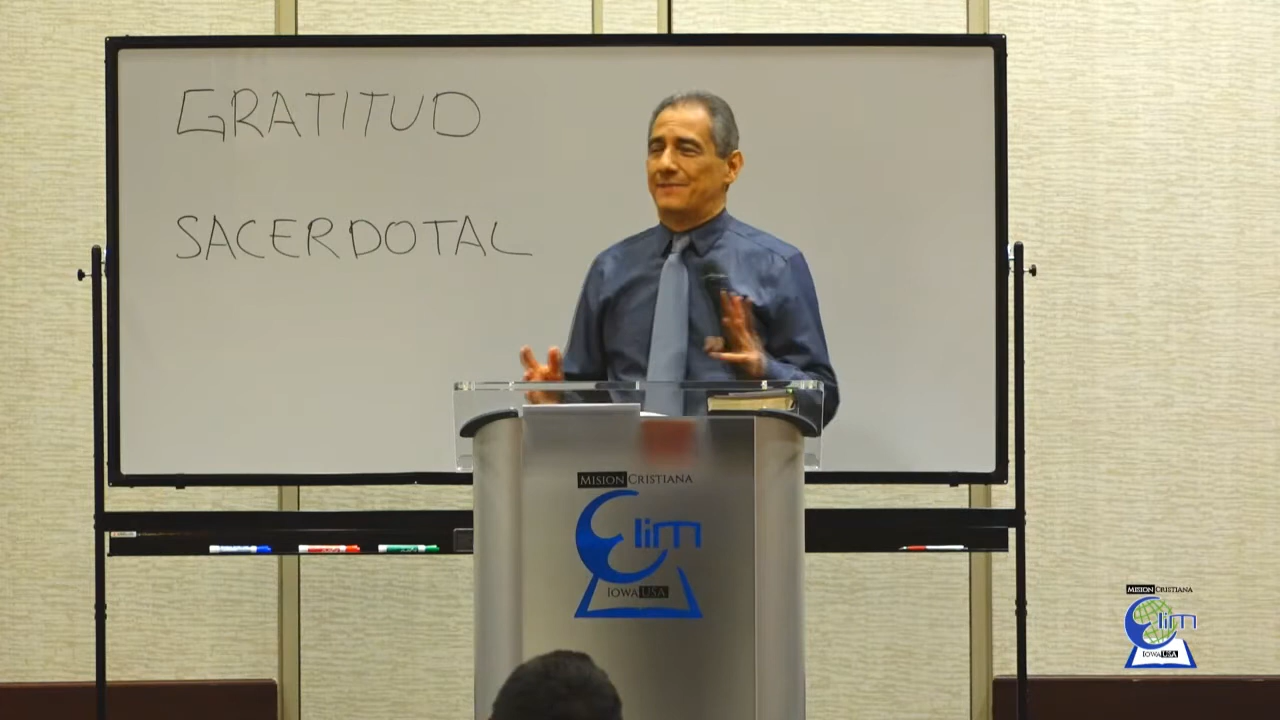 GRATITUD
SACERDOTAL
MISION CRISTIANA
Elim
IOWA USA
MISION CRISTIANA
Elim
IOWA USA